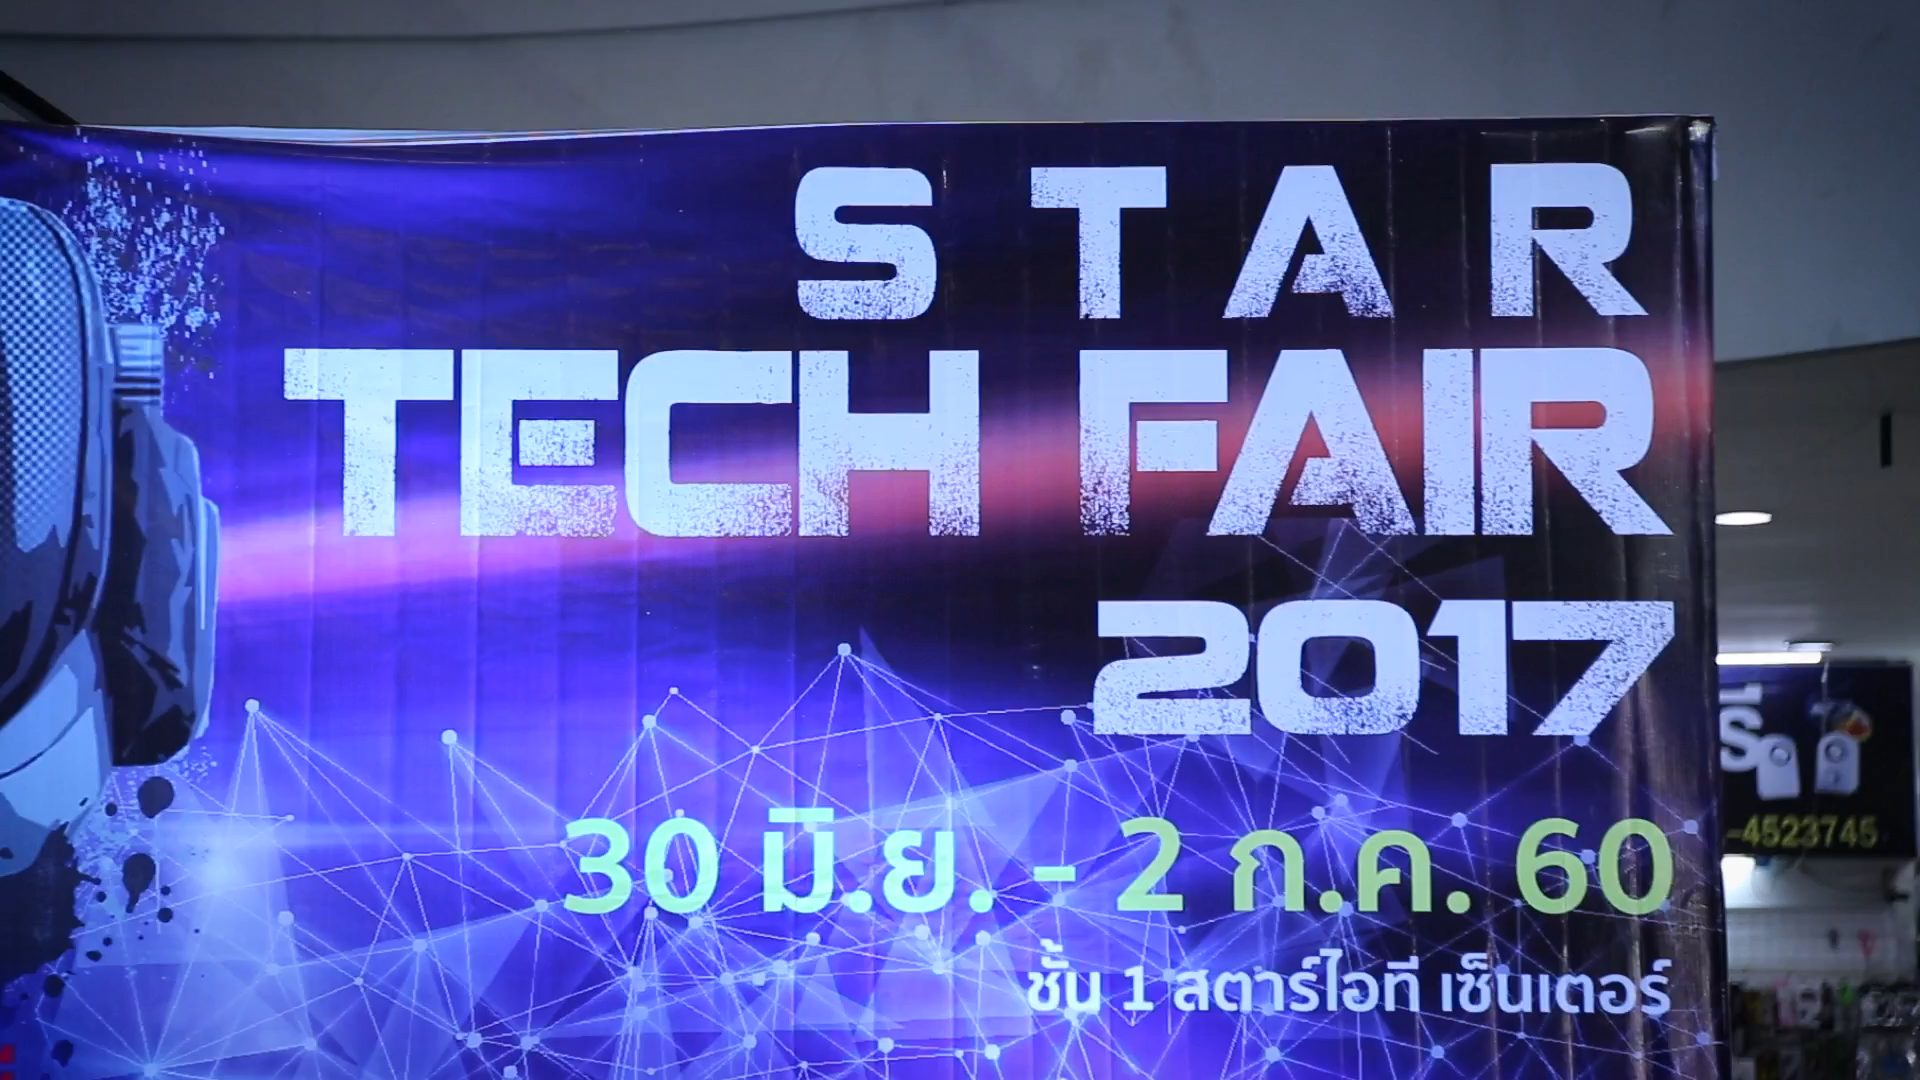 STAR
TECH FAIR
2017
30 มิ.ย. - 2 ก.ค. 60
ชั้น 1 สตาร์ไอที เซ็นเตอร์
-4523745